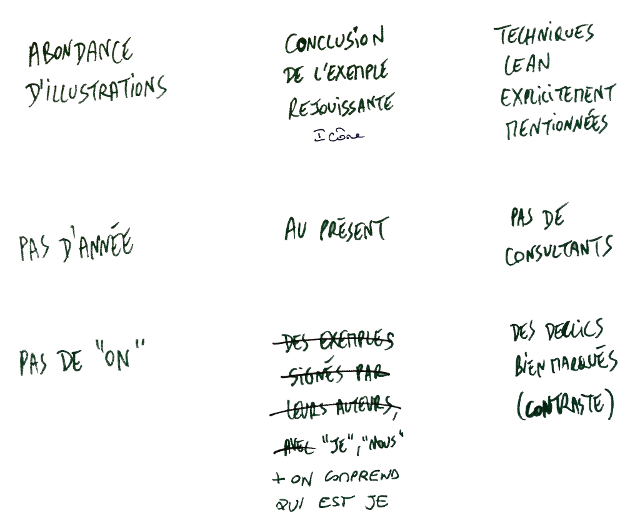 ABONDANCE
D'ILLUSTRATIONS
CONCLUSION
DE L'EXEMPLE
REJOUISSANTE
Icône
TECHNIQUES
LEAN
EXPLICITEMENT
MENTIONNÉES
PAS D'ANNÉE
AU PRÉSENT
PAS DE
CONSULTANTS
PAS DE "ON"
DES EXEMPLES
SIGNÉS PAR
LEURS AUTEURS,
AVEC "JE", "NOUS"
+ ON COMPREND
QUI EST JE
DES DÉCLICS
BIEN MARQUÉS
(CONTRASTE)